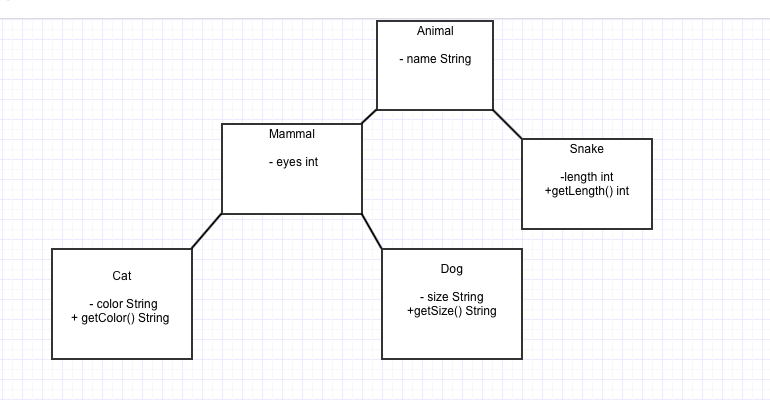 Animal
- name String
Mammal
- eyes int
Snake
-length int
+getLength() int
Cat
- color String
+ getColor() String
Dog
- size String
+getSize() String